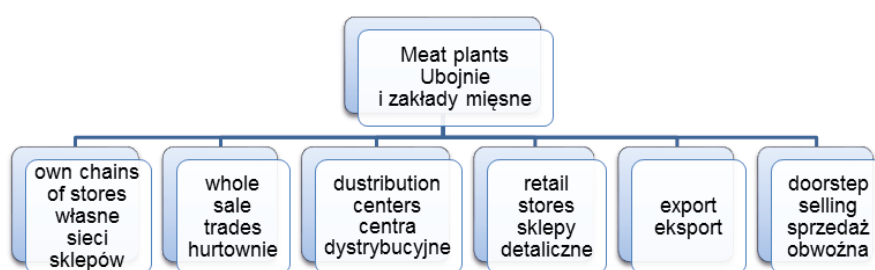 Meat plants
Ubojnie
i zakłady mięsne
own chains
of stores
własne
sieci
sklepów
whole
sale
trades
hurtownie
dustribution
centers
centra
dystrybucyjne
retail
stores
sklepy
detaliczne
export
eksport
doorstep
selling
sprzedaż
obwoźna